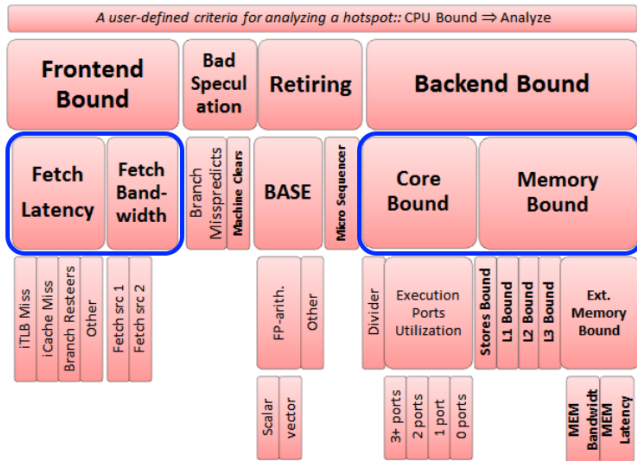 A user-defined criteria for analyzing a hotspot:: CPU Bound ⇒ Analyze
Frontend
Bound
Bad
Specul
ation
Retiring
Backend Bound
Fetch
Latency
Fetch
Band-
width
Branch
Misspredicts
Machine Clears
BASE
Micro Sequencer
Core
Bound
Memory
Bound
iTLB Miss
iCache Miss
Branch Resteers
Other
Fetch src 1
Fetch src 2
FP-arith.
Other
Divider
Execution
Ports
Utilization
Stores Bound
L1 Bound
L2 Bound
L3 Bound
Ext.
Memory
Bound
Scalar
vector
3+ ports
2 ports
1 port
0 ports
MEM
Bandwidt
MEM
Latency